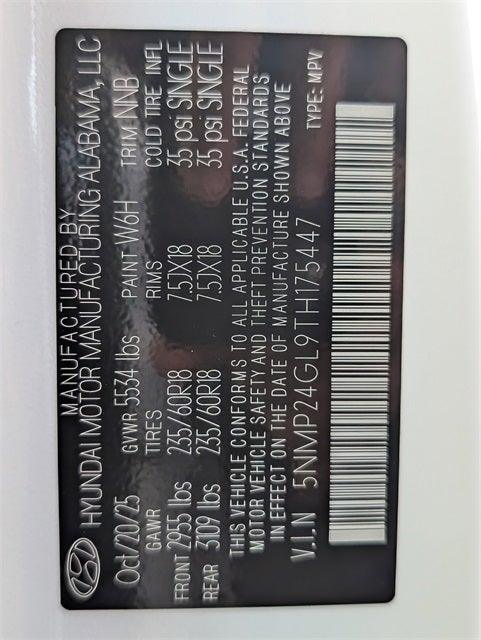 MANUFACTURED BY
HYUNDAI MOTOR MANUFACTURING ALABAMA, LLC
Oct/20/25 GVWR 5534 lbs PAINT W6H TRIM NNB
GAWR TIRES RIMS COLD TIRE INFL
FRONT 2955 lbs 235/60R18 7.5JX18 35 psi SINGLE
REAR 3109 lbs 235/60R18 7.5JX18 35 psi SINGLE
THIS VEHICLE CONFORMS TO ALL APPLICABLE U.S.A. FEDERAL
MOTOR VEHICLE SAFETY AND THEFT PREVENTION STANDARDS
IN EFFECT ON THE DATE OF MANUFACTURE SHOWN ABOVE
V.I.N 5NMP24GL9TH175447 TYPE: MPV